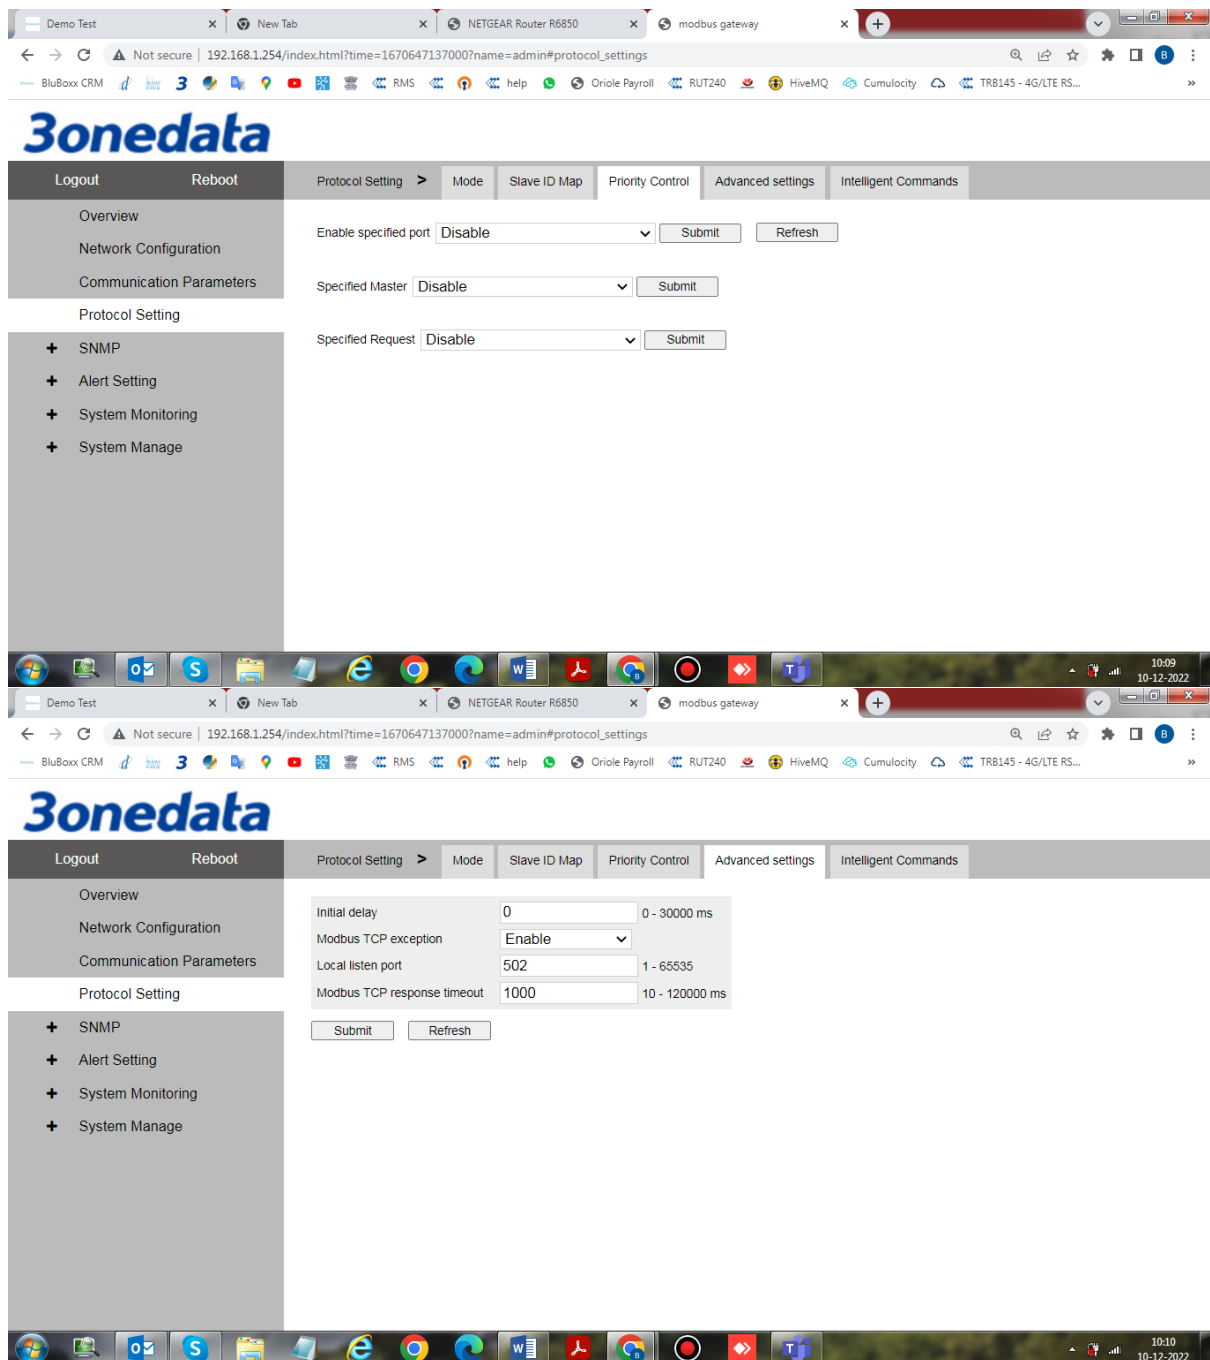 Demo Test
New Tab
NETGEAR Router R6850
modbus gateway
Not secure | 192.168.1.254/index.html?time=1670647137000?name=admin#protocol_settings
B
BluBoxx CRM
RMS
help
Oriole Payroll
RUT240
HiveMQ
Cumulocity
TRB145 - 4G/LTE RS...
»
3onedata
Logout Reboot
Protocol Setting > Mode Slave ID Map Priority Control Advanced settings Intelligent Commands
Overview
Network Configuration
Communication Parameters
Protocol Setting
+ SNMP
+ Alert Setting
+ System Monitoring
+ System Manage
Enable specified port Disable Submit Refresh
Specified Master Disable Submit
Specified Request Disable Submit
10:09
10-12-2022
Demo Test
New Tab
NETGEAR Router R6850
modbus gateway
Not secure | 192.168.1.254/index.html?time=1670647137000?name=admin#protocol_settings
B
BluBoxx CRM
RMS
help
Oriole Payroll
RUT240
HiveMQ
Cumulocity
TRB145 - 4G/LTE RS...
»
3onedata
Logout Reboot
Protocol Setting > Mode Slave ID Map Priority Control Advanced settings Intelligent Commands
Overview
Network Configuration
Communication Parameters
Protocol Setting
+ SNMP
+ Alert Setting
+ System Monitoring
+ System Manage
Initial delay 0 0 - 30000 ms
Modbus TCP exception Enable
Local listen port 502 1 - 65535
Modbus TCP response timeout 1000 10 - 120000 ms
Submit Refresh
10:10
10-12-2022